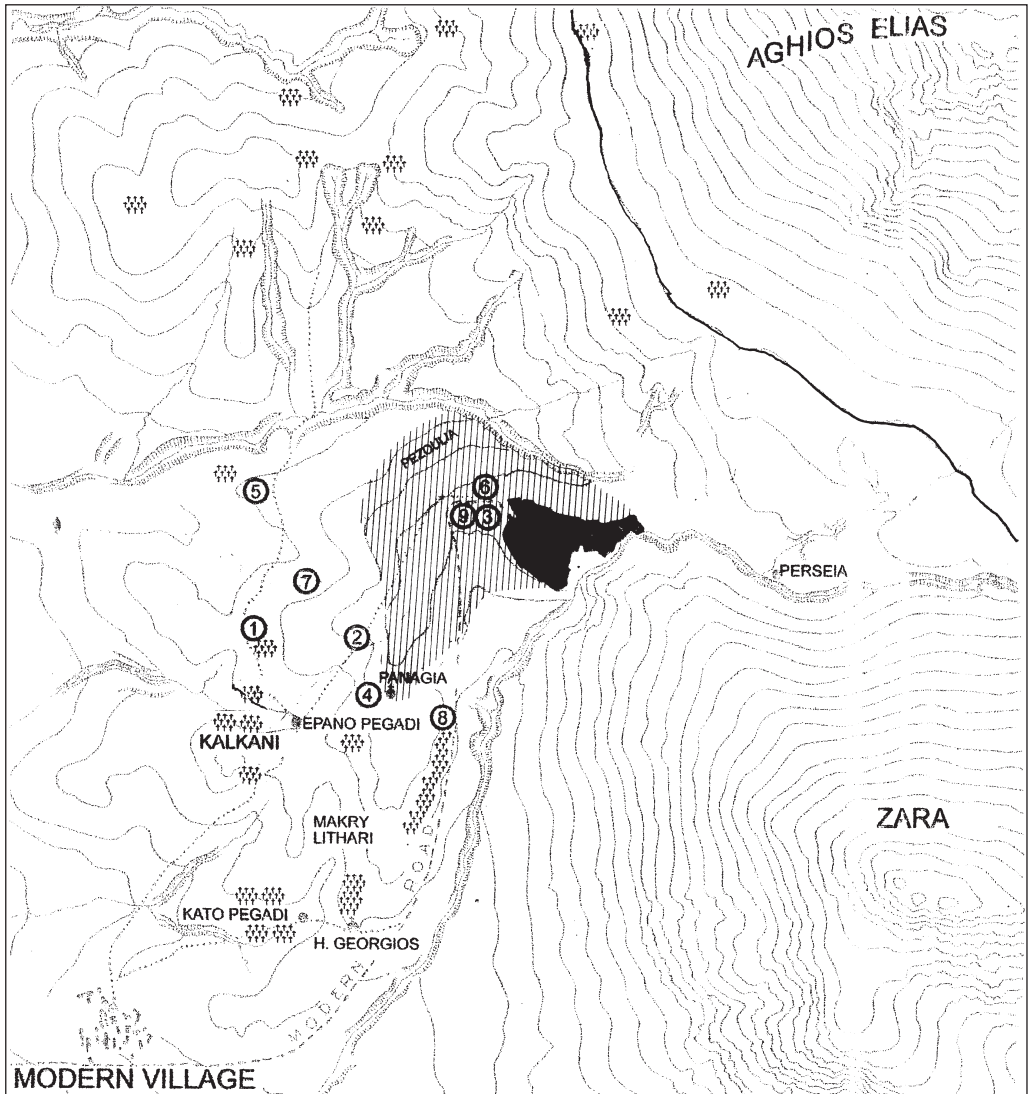 AGHIOS ELIAS
PEZOULIA
5
6
9
3
7
PERSEIA
1
2
PANAGIA
4
8
EPANO PEGADI
KALKANI
MAKRY
LITHARI
ZARA
KATO PEGADI
H. GEORGIOS
MODERN ROAD
MODERN VILLAGE